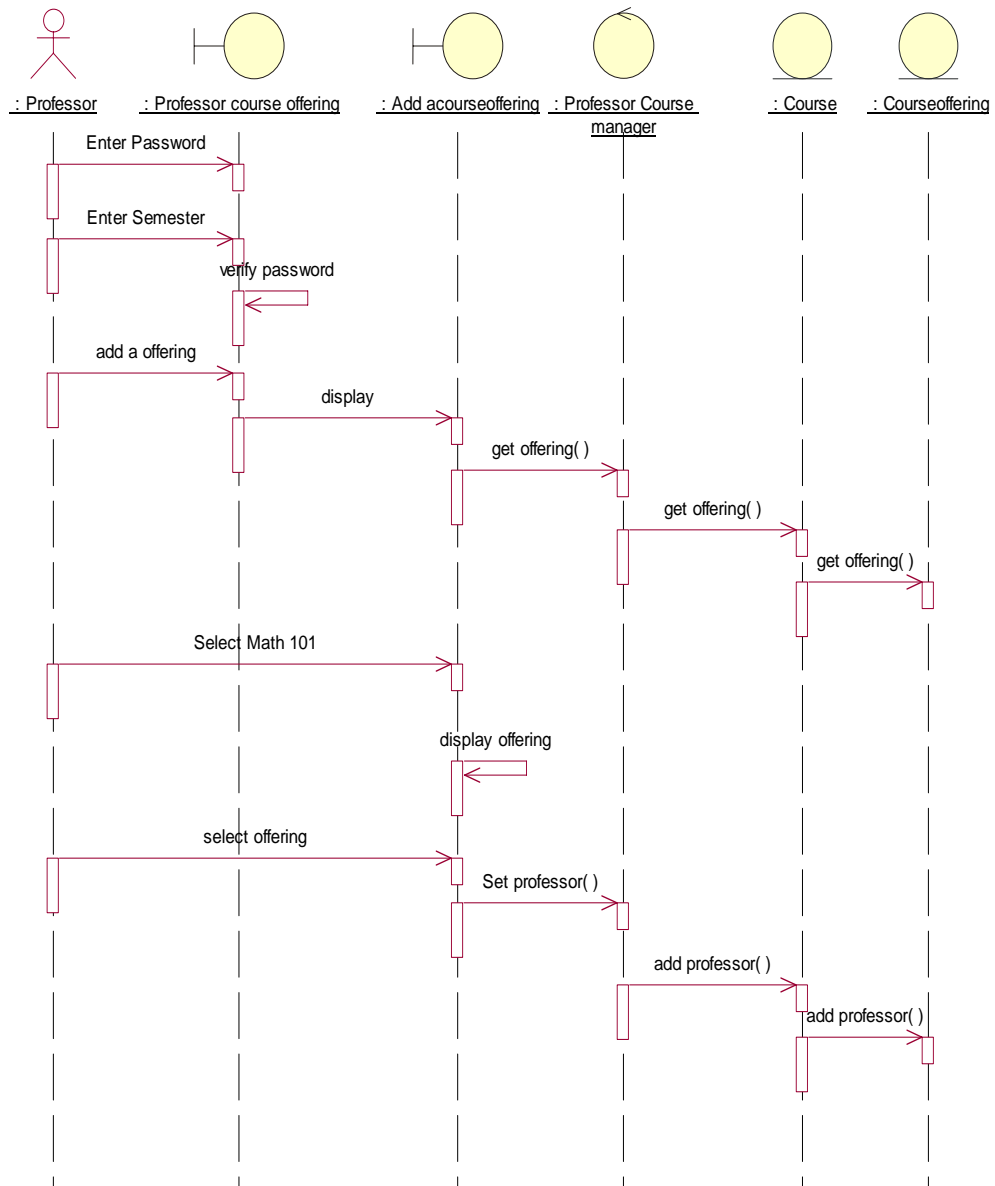 : Professor
: Professor course offering
: Add acourseoffering
: Professor Course
manager
: Course
: Courseoffering
Enter Password
Enter Semester
verify password
add a offering
display
get offering( )
get offering( )
get offering( )
Select Math 101
display offering
select offering
Set professor( )
add professor( )
add professor( )